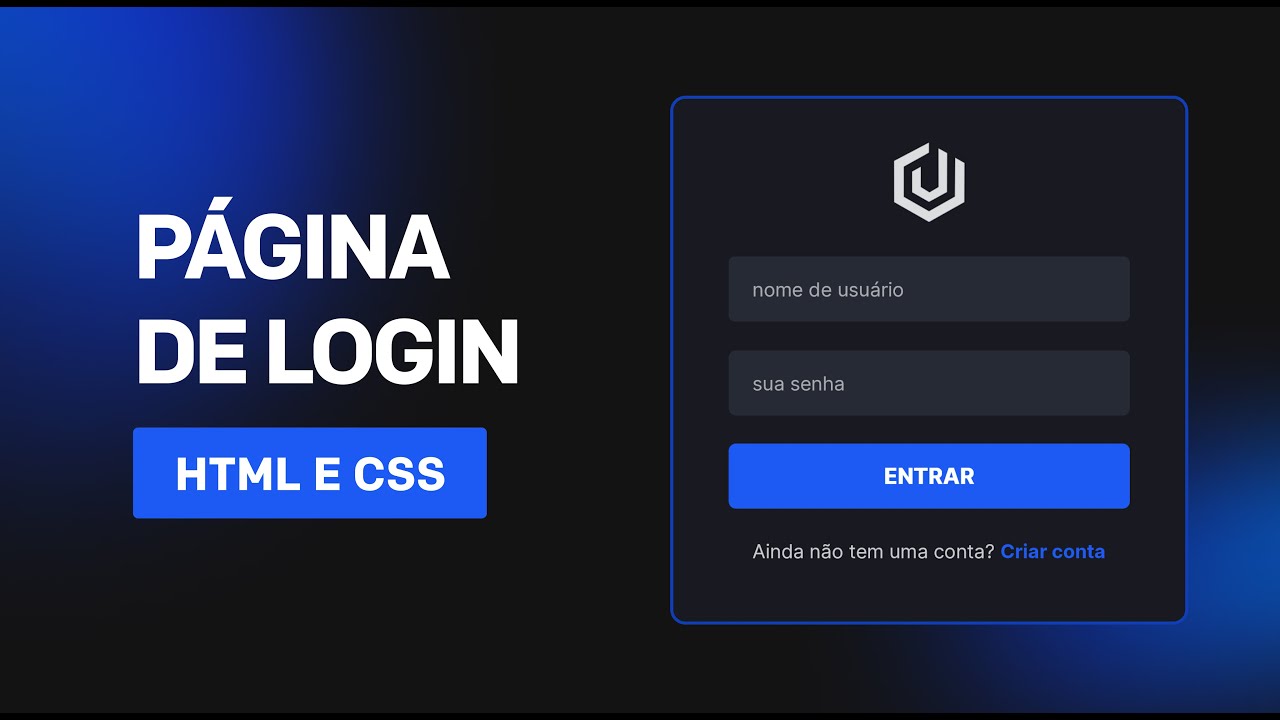 PÁGINA
DE LOGIN
HTML E CSS
nome de usuário
sua senha
ENTRAR
Ainda não tem uma conta? Criar conta